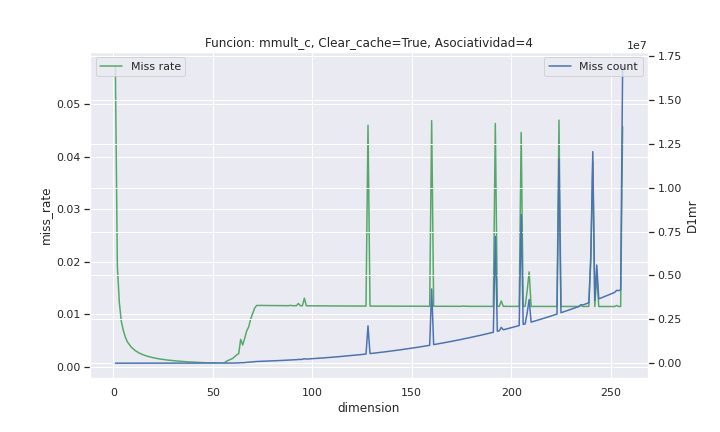 Funcion: mmult_c, Clear_cache=True, Asociatividad=4
1e7
Miss rate
Miss count
0.05
0.04
0.03
0.02
0.01
0.00
miss_rate
1.75
1.50
1.25
1.00
0.75
0.50
0.25
0.00
D1mr
0
50
100
150
200
250
dimension